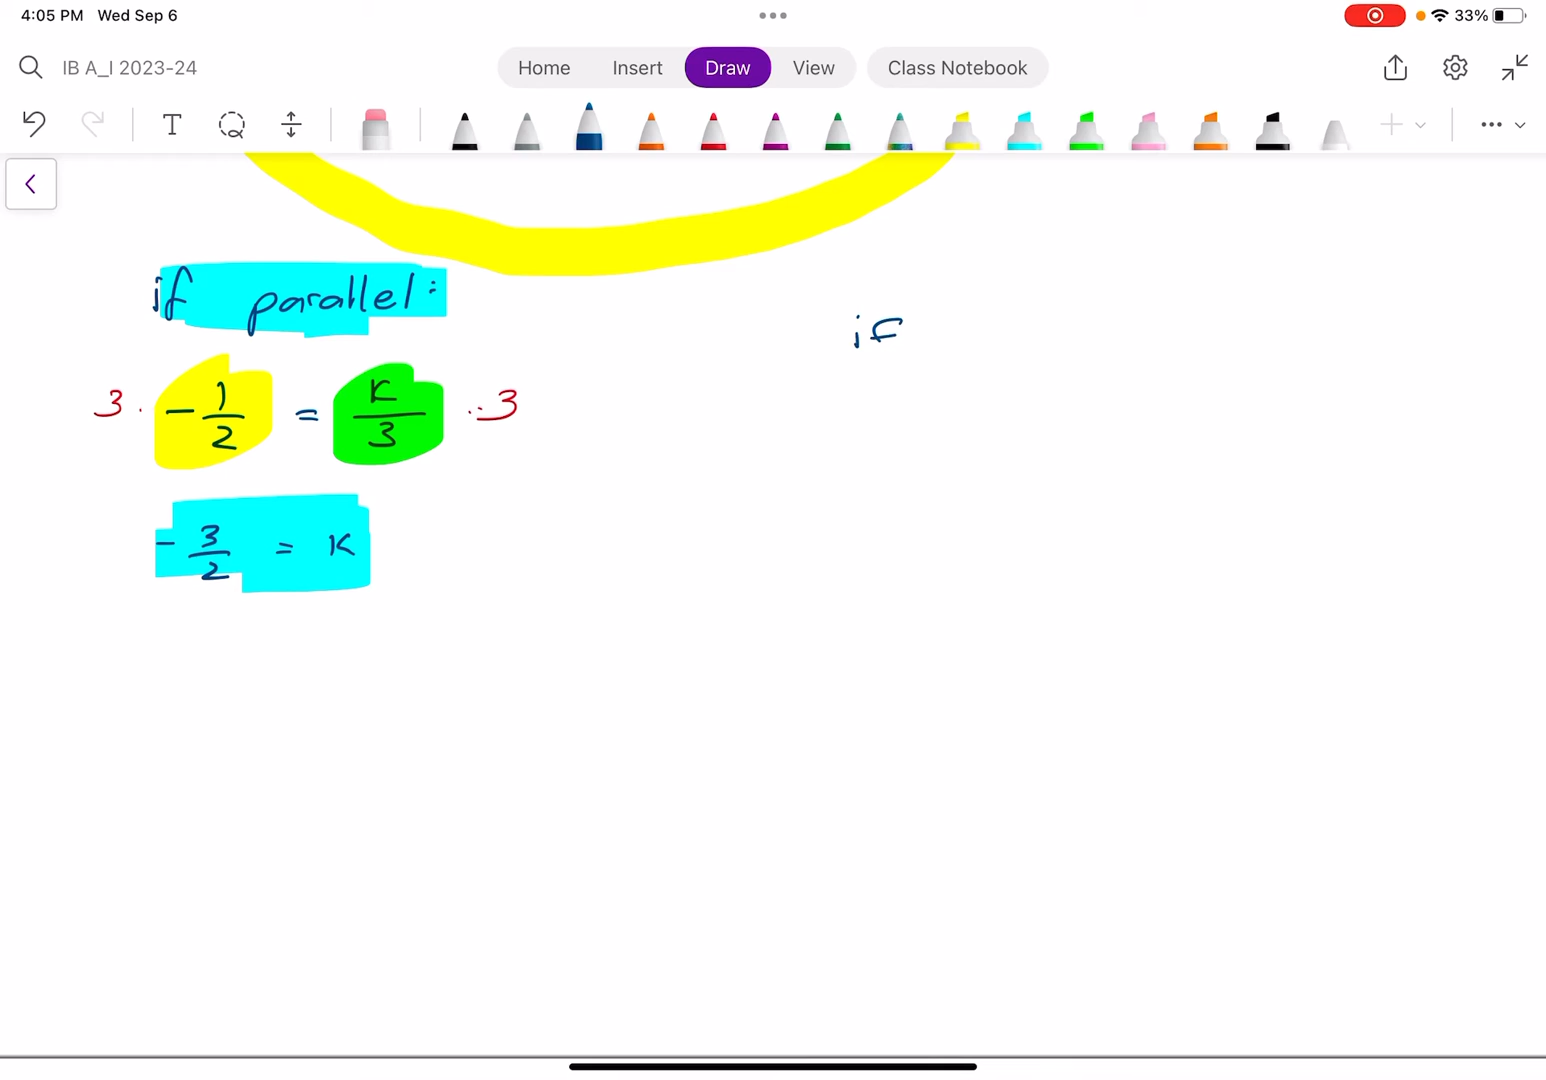 4:05 PM Wed Sep 6
33%
IB A_I 2023-24
Home Insert Draw View Class Notebook
T
if parallel:
if
3 · - 1/2 = K/3 ·· 3
- 3/2 = K